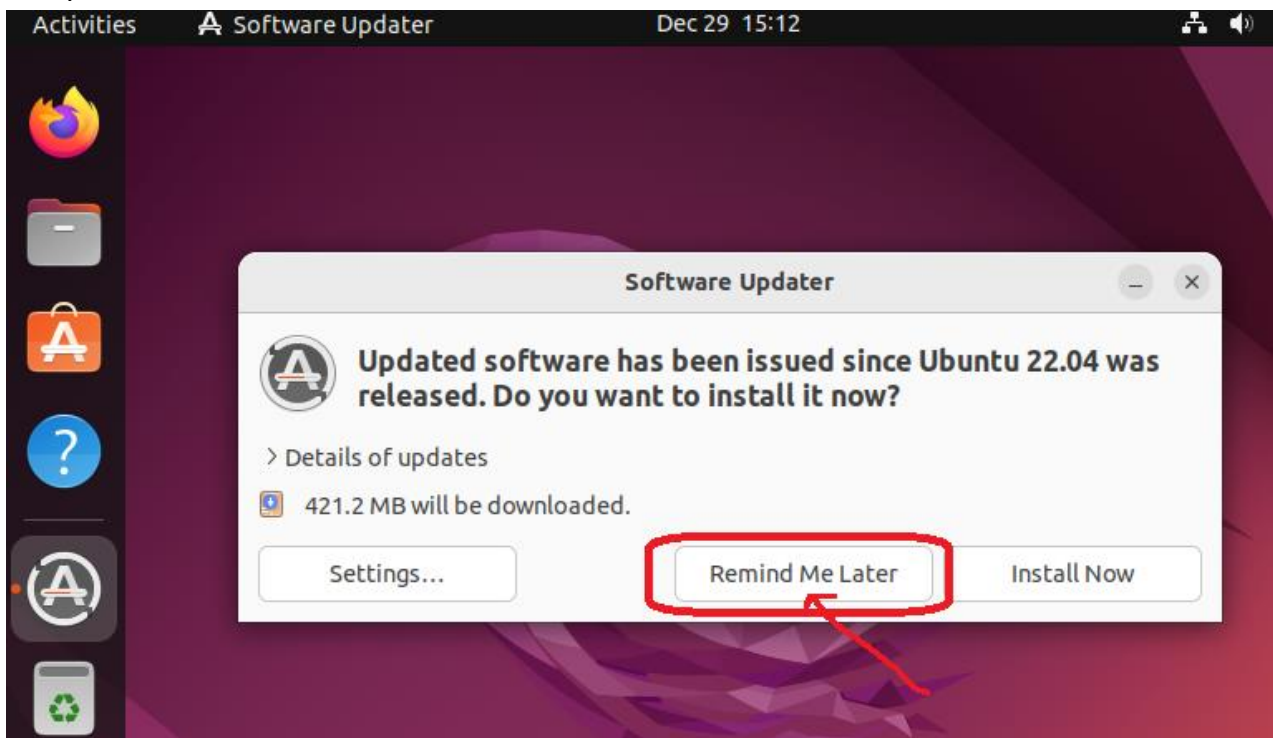 Activities Software Updater Dec 29 15:12
Software Updater
Updated software has been issued since Ubuntu 22.04 was
released. Do you want to install it now?
> Details of updates
421.2 MB will be downloaded.
Settings... Remind Me Later Install Now